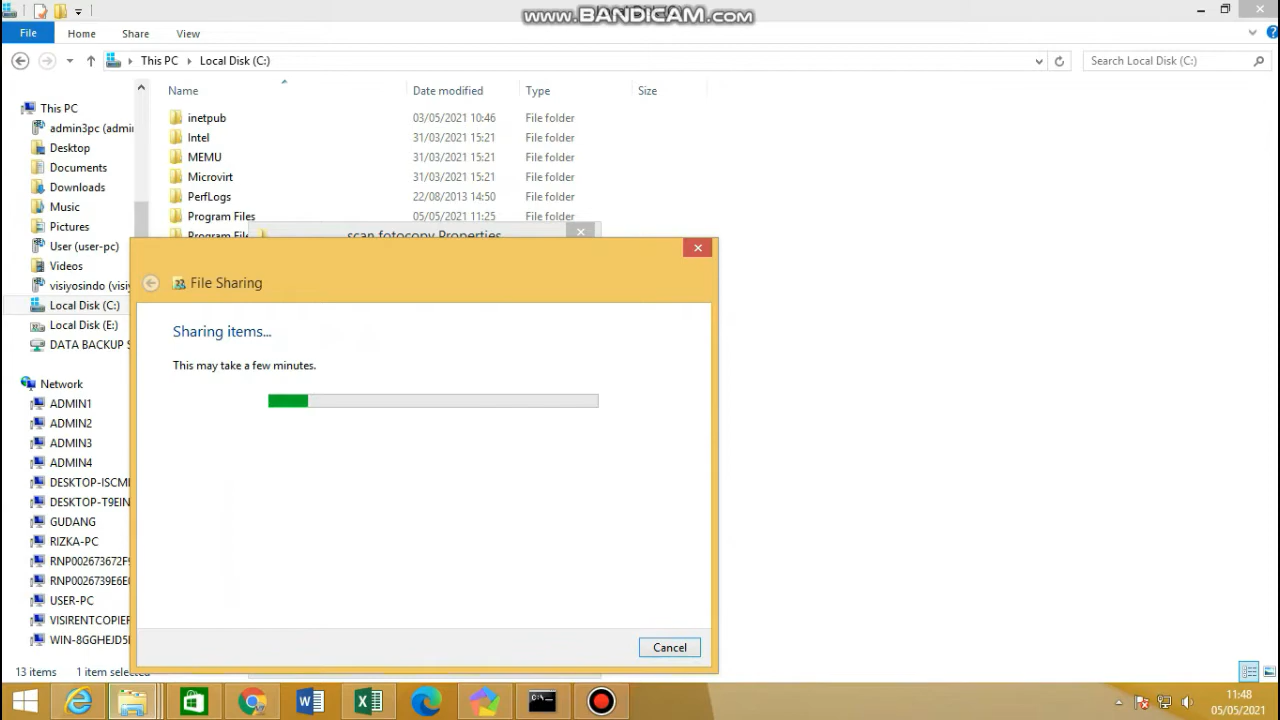 www.BANDICAM.com
File Home Share View
This PC Local Disk (C:)
Search Local Disk (C:)
Name Date modified Type Size
inetpub 03/05/2021 10:46 File folder
Intel 31/03/2021 15:21 File folder
MEMU 31/03/2021 15:21 File folder
Microvirt 31/03/2021 15:21 File folder
PerfLogs 22/08/2013 14:50 File folder
Program Files 05/05/2021 11:25 File folder
Program File
scan fotocopy Properties
This PC
admin3pc (admi
Desktop
Documents
Downloads
Music
Pictures
User (user-pc)
Videos
visiyosindo (visiy
Local Disk (C:)
Local Disk (E:)
DATA BACKUP S
Network
ADMIN1
ADMIN2
ADMIN3
ADMIN4
DESKTOP-ISCMI
DESKTOP-T9EIN
GUDANG
RIZKA-PC
RNP002673672F9
RNP0026739E6E
USER-PC
VISIRENTCOPIER
WIN-8GGHEJD5
File Sharing
Sharing items...
This may take a few minutes.
Cancel
13 items 1 item selected
11:48
05/05/2021